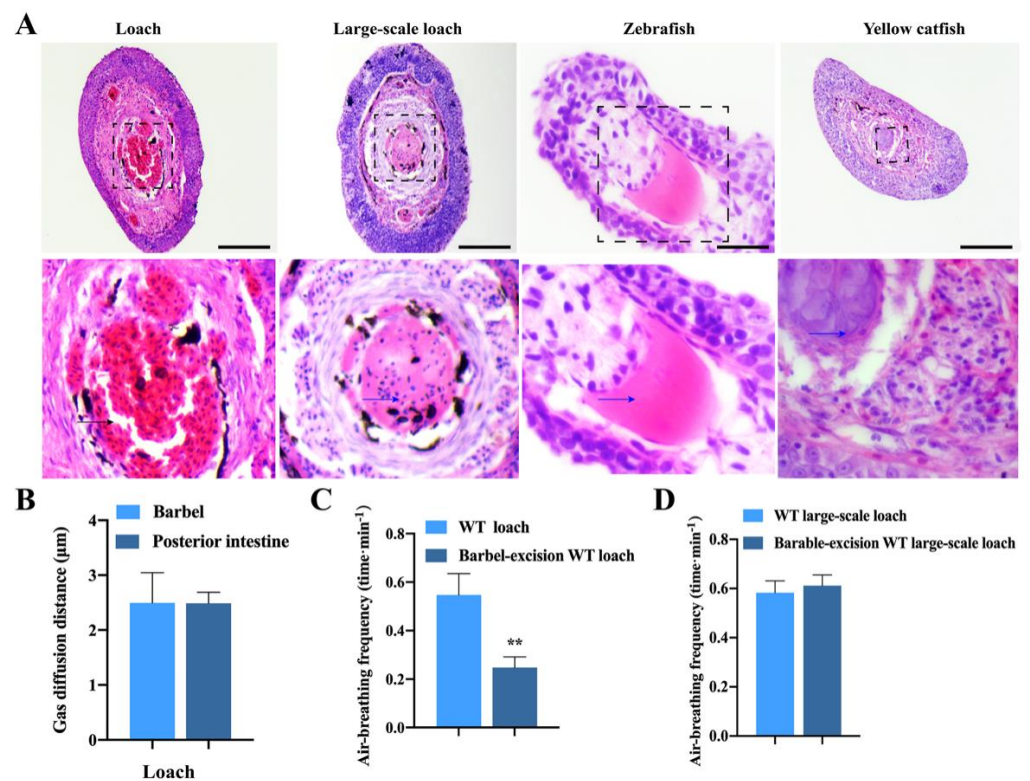 A
Loach
Large-scale loach
Zebrafish
Yellow catfish
B
Barbel
Posterior intestine
Gas diffusion distance (μm)
4
3
2
1
0
Loach
C
WT loach
Barbel-excision WT loach
Air-breathing frequency (time·min⁻¹)
0.8
0.6
0.4
0.2
0.0
**
D
WT large-scale loach
Barable-excision WT large-scale loach
Air-breathing frequency (time·min⁻¹)
0.8
0.6
0.4
0.2
0.0